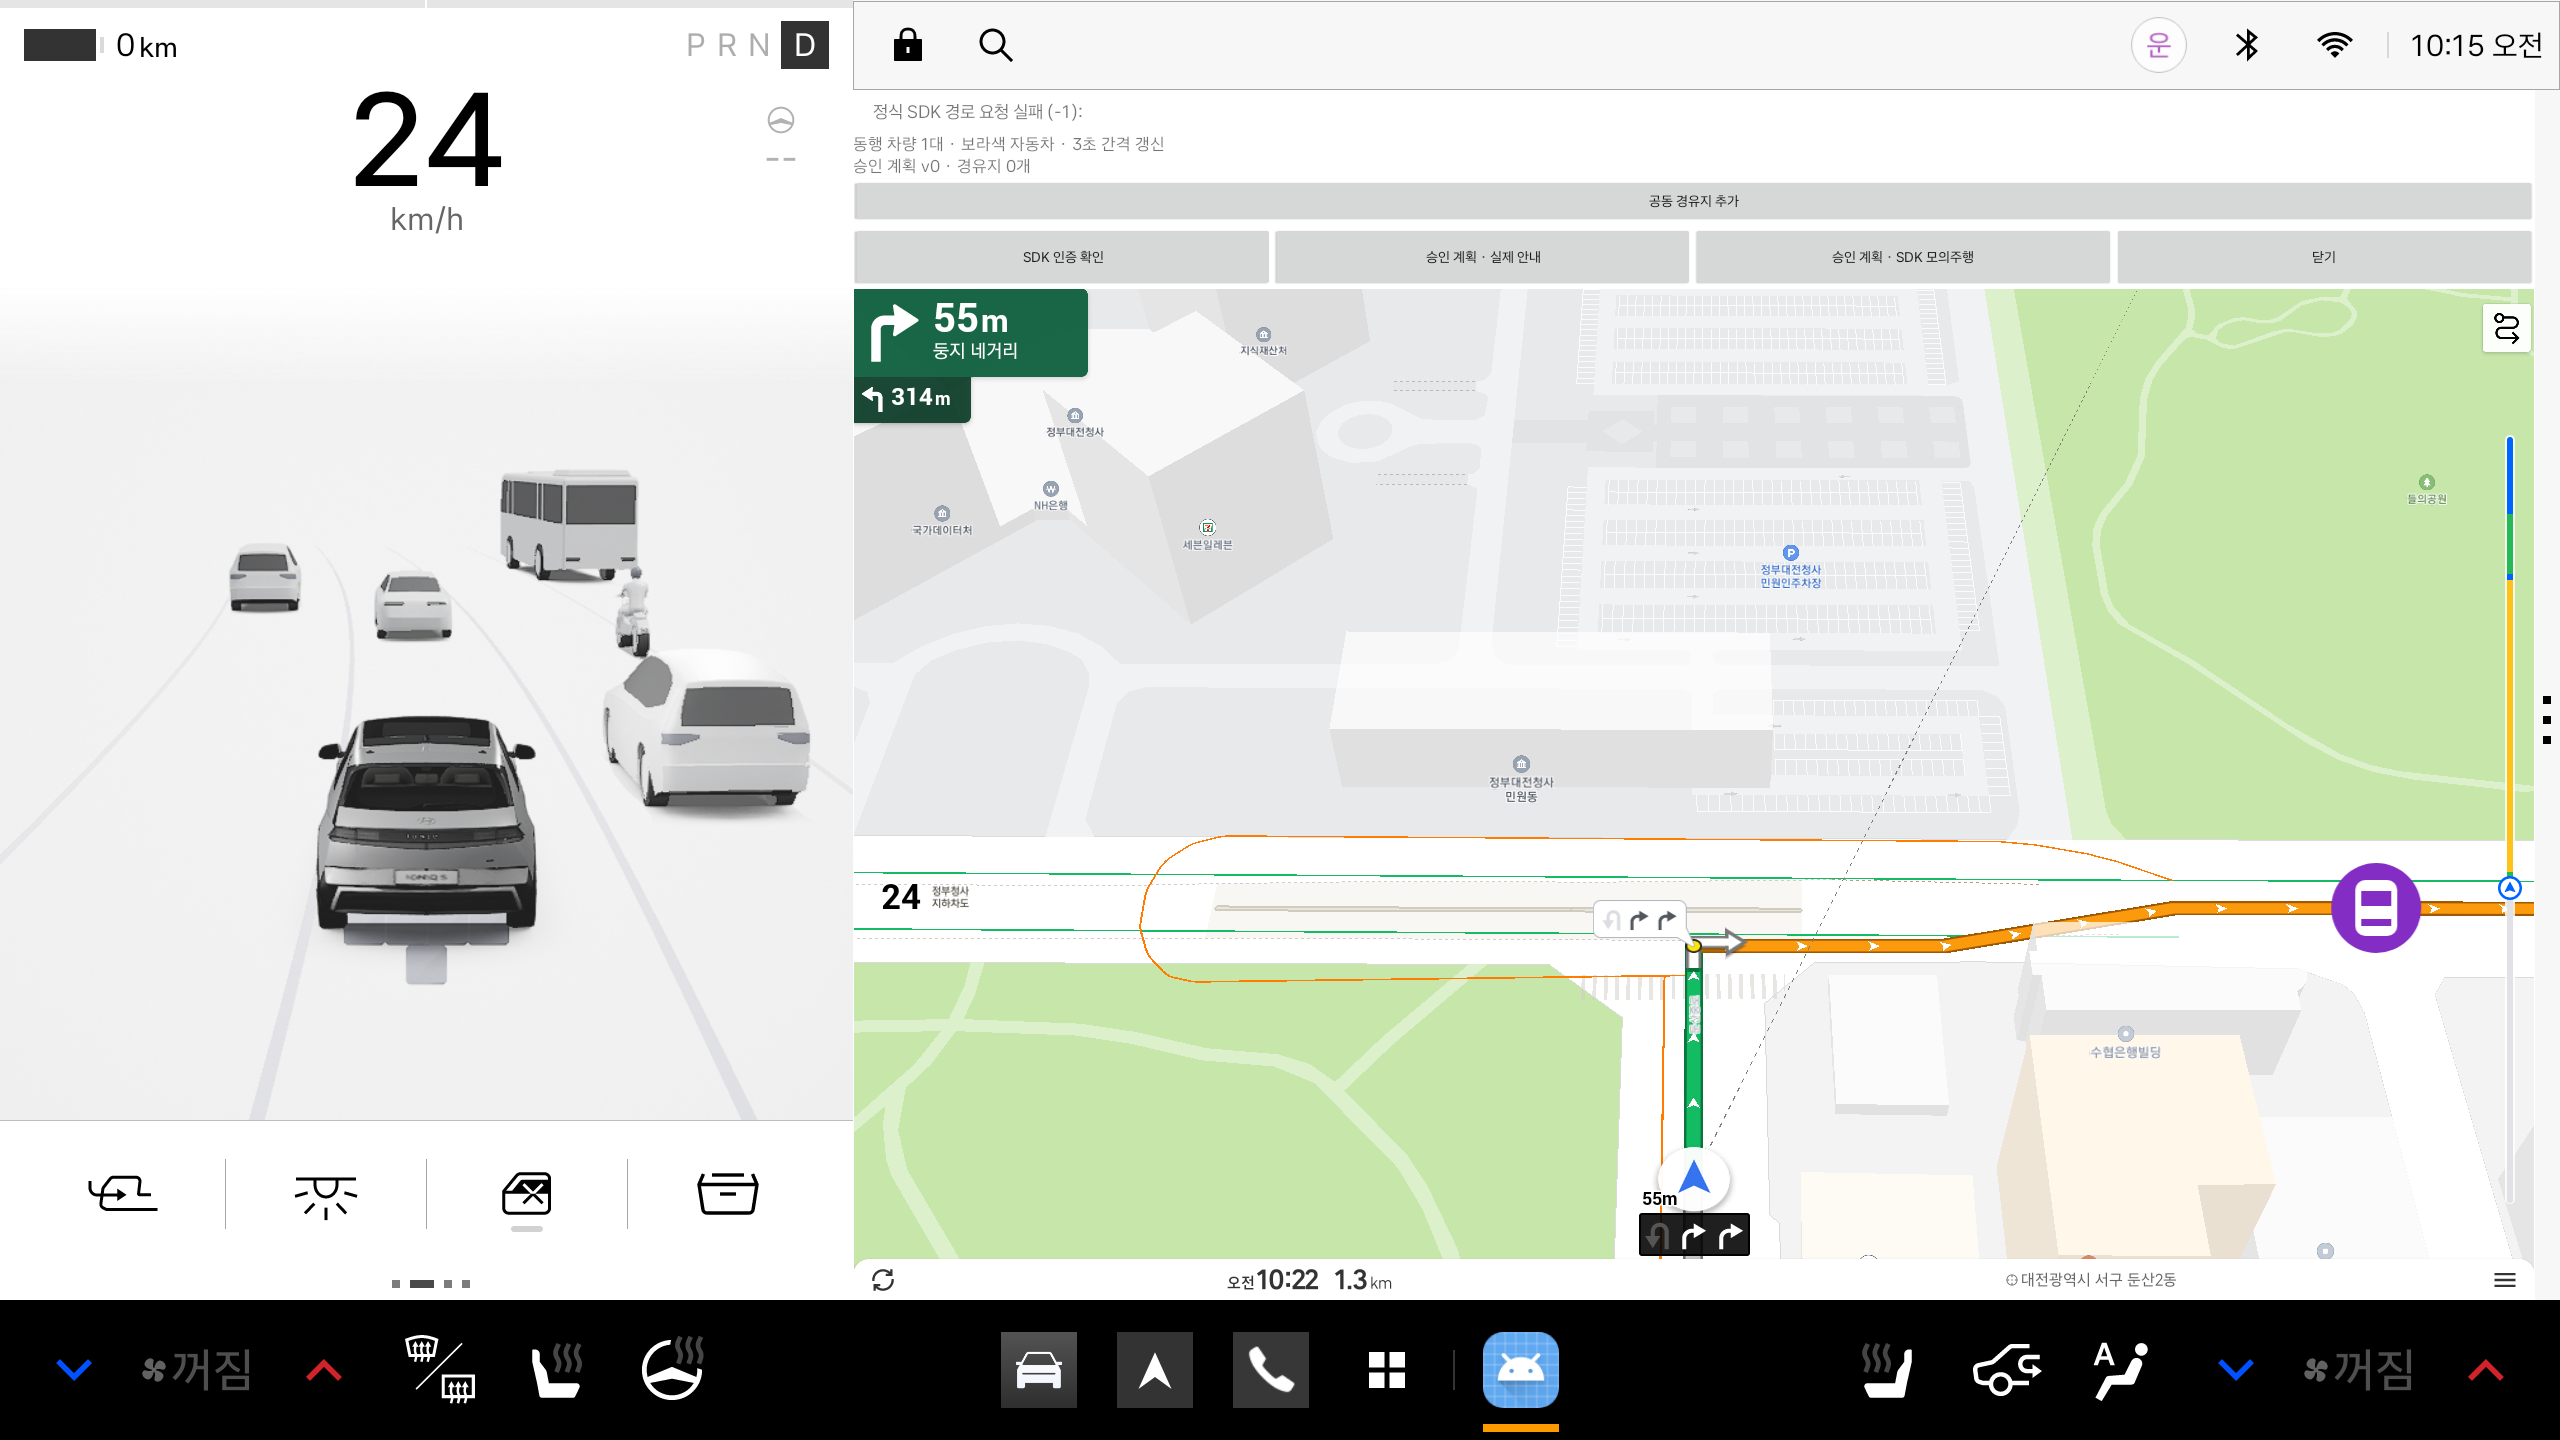 0 km
P R N D
24
km/h
운
10:15 오전
정식 SDK 경로 요청 실패 (-1):
동행 차량 1대 · 보라색 자동차 · 3초 간격 갱신
승인 계획 v0 · 경유지 0개
공동 경유지 추가
SDK 인증 확인
승인 계획 · 실제 안내
승인 계획 · SDK 모의주행
닫기
55m
둥지 네거리
314m
지식재산처
정부대전청사
NH은행
국가데이터처
세븐일레븐
P
정부대전청사
민원인주차장
들의공원
정부대전청사
민원동
24
정부청사
지하차도
수협은행빌딩
55m
오전10:22 1.3 km
대전광역시 서구 둔산2동
꺼짐
A
꺼짐
IONIQ 5